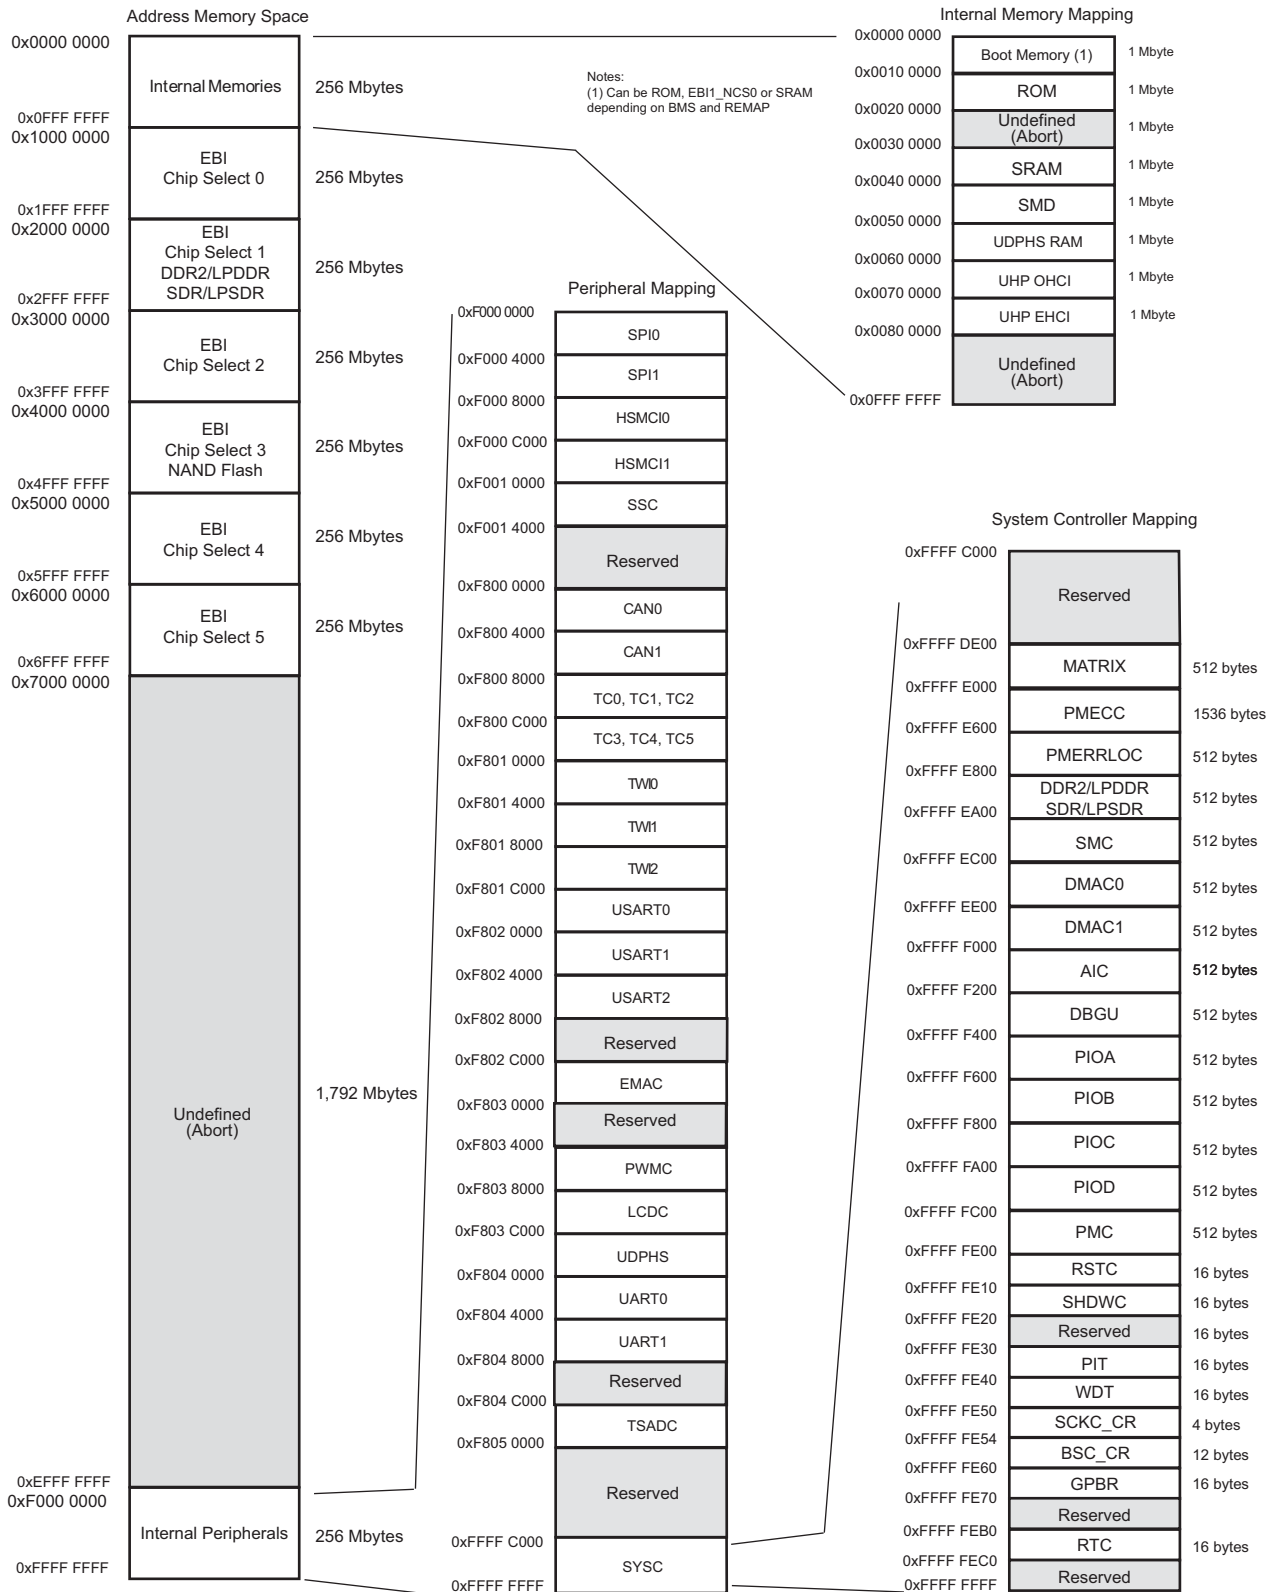 Address Memory Space
0x0000 0000
Internal Memories
256 Mbytes
0x0FFF FFFF
0x1000 0000
EBI
Chip Select 0
256 Mbytes
0x1FFF FFFF
0x2000 0000
EBI
Chip Select 1
DDR2/LPDDR
SDR/LPSDR
256 Mbytes
0x2FFF FFFF
0x3000 0000
EBI
Chip Select 2
256 Mbytes
0x3FFF FFFF
0x4000 0000
EBI
Chip Select 3
NAND Flash
256 Mbytes
0x4FFF FFFF
0x5000 0000
EBI
Chip Select 4
256 Mbytes
0x5FFF FFFF
0x6000 0000
EBI
Chip Select 5
256 Mbytes
0x6FFF FFFF
0x7000 0000
Undefined
(Abort)
1,792 Mbytes
0xEFFF FFFF
0xF000 0000
Internal Peripherals
256 Mbytes
0xFFFF FFFF
Notes:
(1) Can be ROM, EBI1_NCS0 or SRAM
depending on BMS and REMAP
Peripheral Mapping
0xF000 0000
SPI0
0xF000 4000
SPI1
0xF000 8000
HSMCI0
0xF000 C000
HSMCI1
0xF001 0000
SSC
0xF001 4000
Reserved
0xF800 0000
CAN0
0xF800 4000
CAN1
0xF800 8000
TC0, TC1, TC2
0xF800 C000
TC3, TC4, TC5
0xF801 0000
TWI0
0xF801 4000
TWI1
0xF801 8000
TWI2
0xF801 C000
USART0
0xF802 0000
USART1
0xF802 4000
USART2
0xF802 8000
Reserved
0xF802 C000
EMAC
0xF803 0000
Reserved
0xF803 4000
PWMC
0xF803 8000
LCDC
0xF803 C000
UDPHS
0xF804 0000
UART0
0xF804 4000
UART1
0xF804 8000
Reserved
0xF804 C000
TSADC
0xF805 0000
Reserved
0xFFFF C000
SYSC
0xFFFF FFFF
Internal Memory Mapping
0x0000 0000
Boot Memory (1)
1 Mbyte
0x0010 0000
ROM
1 Mbyte
0x0020 0000
Undefined
(Abort)
1 Mbyte
0x0030 0000
SRAM
1 Mbyte
0x0040 0000
SMD
1 Mbyte
0x0050 0000
UDPHS RAM
1 Mbyte
0x0060 0000
UHP OHCI
1 Mbyte
0x0070 0000
UHP EHCI
1 Mbyte
0x0080 0000
Undefined
(Abort)
0x0FFF FFFF
System Controller Mapping
0xFFFF C000
Reserved
0xFFFF DE00
MATRIX
512 bytes
0xFFFF E000
PMECC
1536 bytes
0xFFFF E600
PMERRLOC
512 bytes
0xFFFF E800
DDR2/LPDDR
SDR/LPSDR
512 bytes
0xFFFF EA00
SMC
512 bytes
0xFFFF EC00
DMAC0
512 bytes
0xFFFF EE00
DMAC1
512 bytes
0xFFFF F000
AIC
512 bytes
0xFFFF F200
DBGU
512 bytes
0xFFFF F400
PIOA
512 bytes
0xFFFF F600
PIOB
512 bytes
0xFFFF F800
PIOC
512 bytes
0xFFFF FA00
PIOD
512 bytes
0xFFFF FC00
PMC
512 bytes
0xFFFF FE00
RSTC
16 bytes
0xFFFF FE10
SHDWC
16 bytes
0xFFFF FE20
Reserved
16 bytes
0xFFFF FE30
PIT
16 bytes
0xFFFF FE40
WDT
16 bytes
0xFFFF FE50
SCKC_CR
4 bytes
0xFFFF FE54
BSC_CR
12 bytes
0xFFFF FE60
GPBR
16 bytes
0xFFFF FE70
Reserved
0xFFFF FEB0
RTC
16 bytes
0xFFFF FEC0
Reserved
0xFFFF FFFF